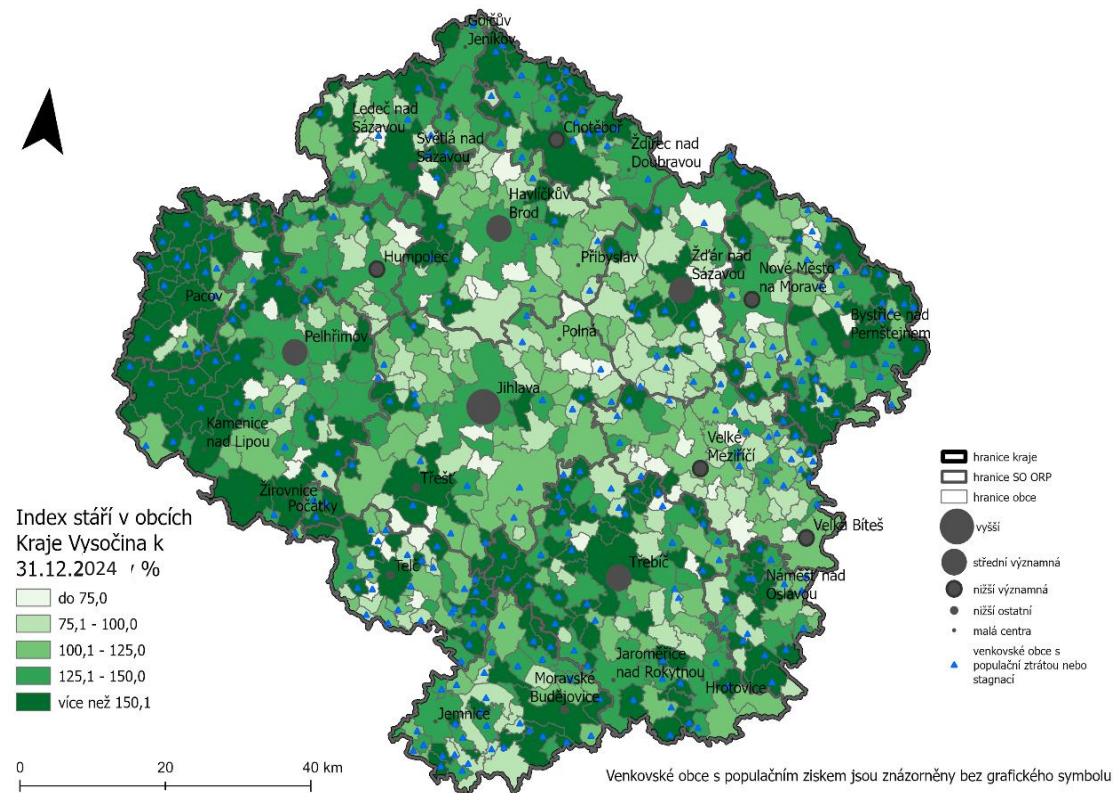 Golčův
Jeníkov
Ledeč nad
Sázavou
Světlá nad
Sázavou
Chotěboř
Ždírec nad
Doubravou
Havlíčkův
Brod
Humpolec
Přibyslav
Žďár nad
Sázavou
Nové Město
na Moravě
Pacov
Bystřice nad
Pernštejnem
Pelhřimov
Polná
Jihlava
Kamenice
nad Lipou
Velké
Meziříčí
Třešť
Žirovnice
Počátky
Velká Bíteš
Telč
Třebíč
Náměšť nad
Oslavou
Jaroměřice
nad Rokytnou
Moravské
Budějovice
Hrotovice
Jemnice
Index stáří v obcích
Kraje Vysočina k
31.12.2024 v %
do 75,0
75,1 - 100,0
100,1 - 125,0
125,1 - 150,0
více než 150,1
0 20 40 km
hranice kraje
hranice SO ORP
hranice obce
vyšší
střední významná
nižší významná
nižší ostatní
malá centra
venkovské obce s
populační ztrátou nebo
stagnací
Venkovské obce s populačním ziskem jsou znázorněny bez grafického symbolu